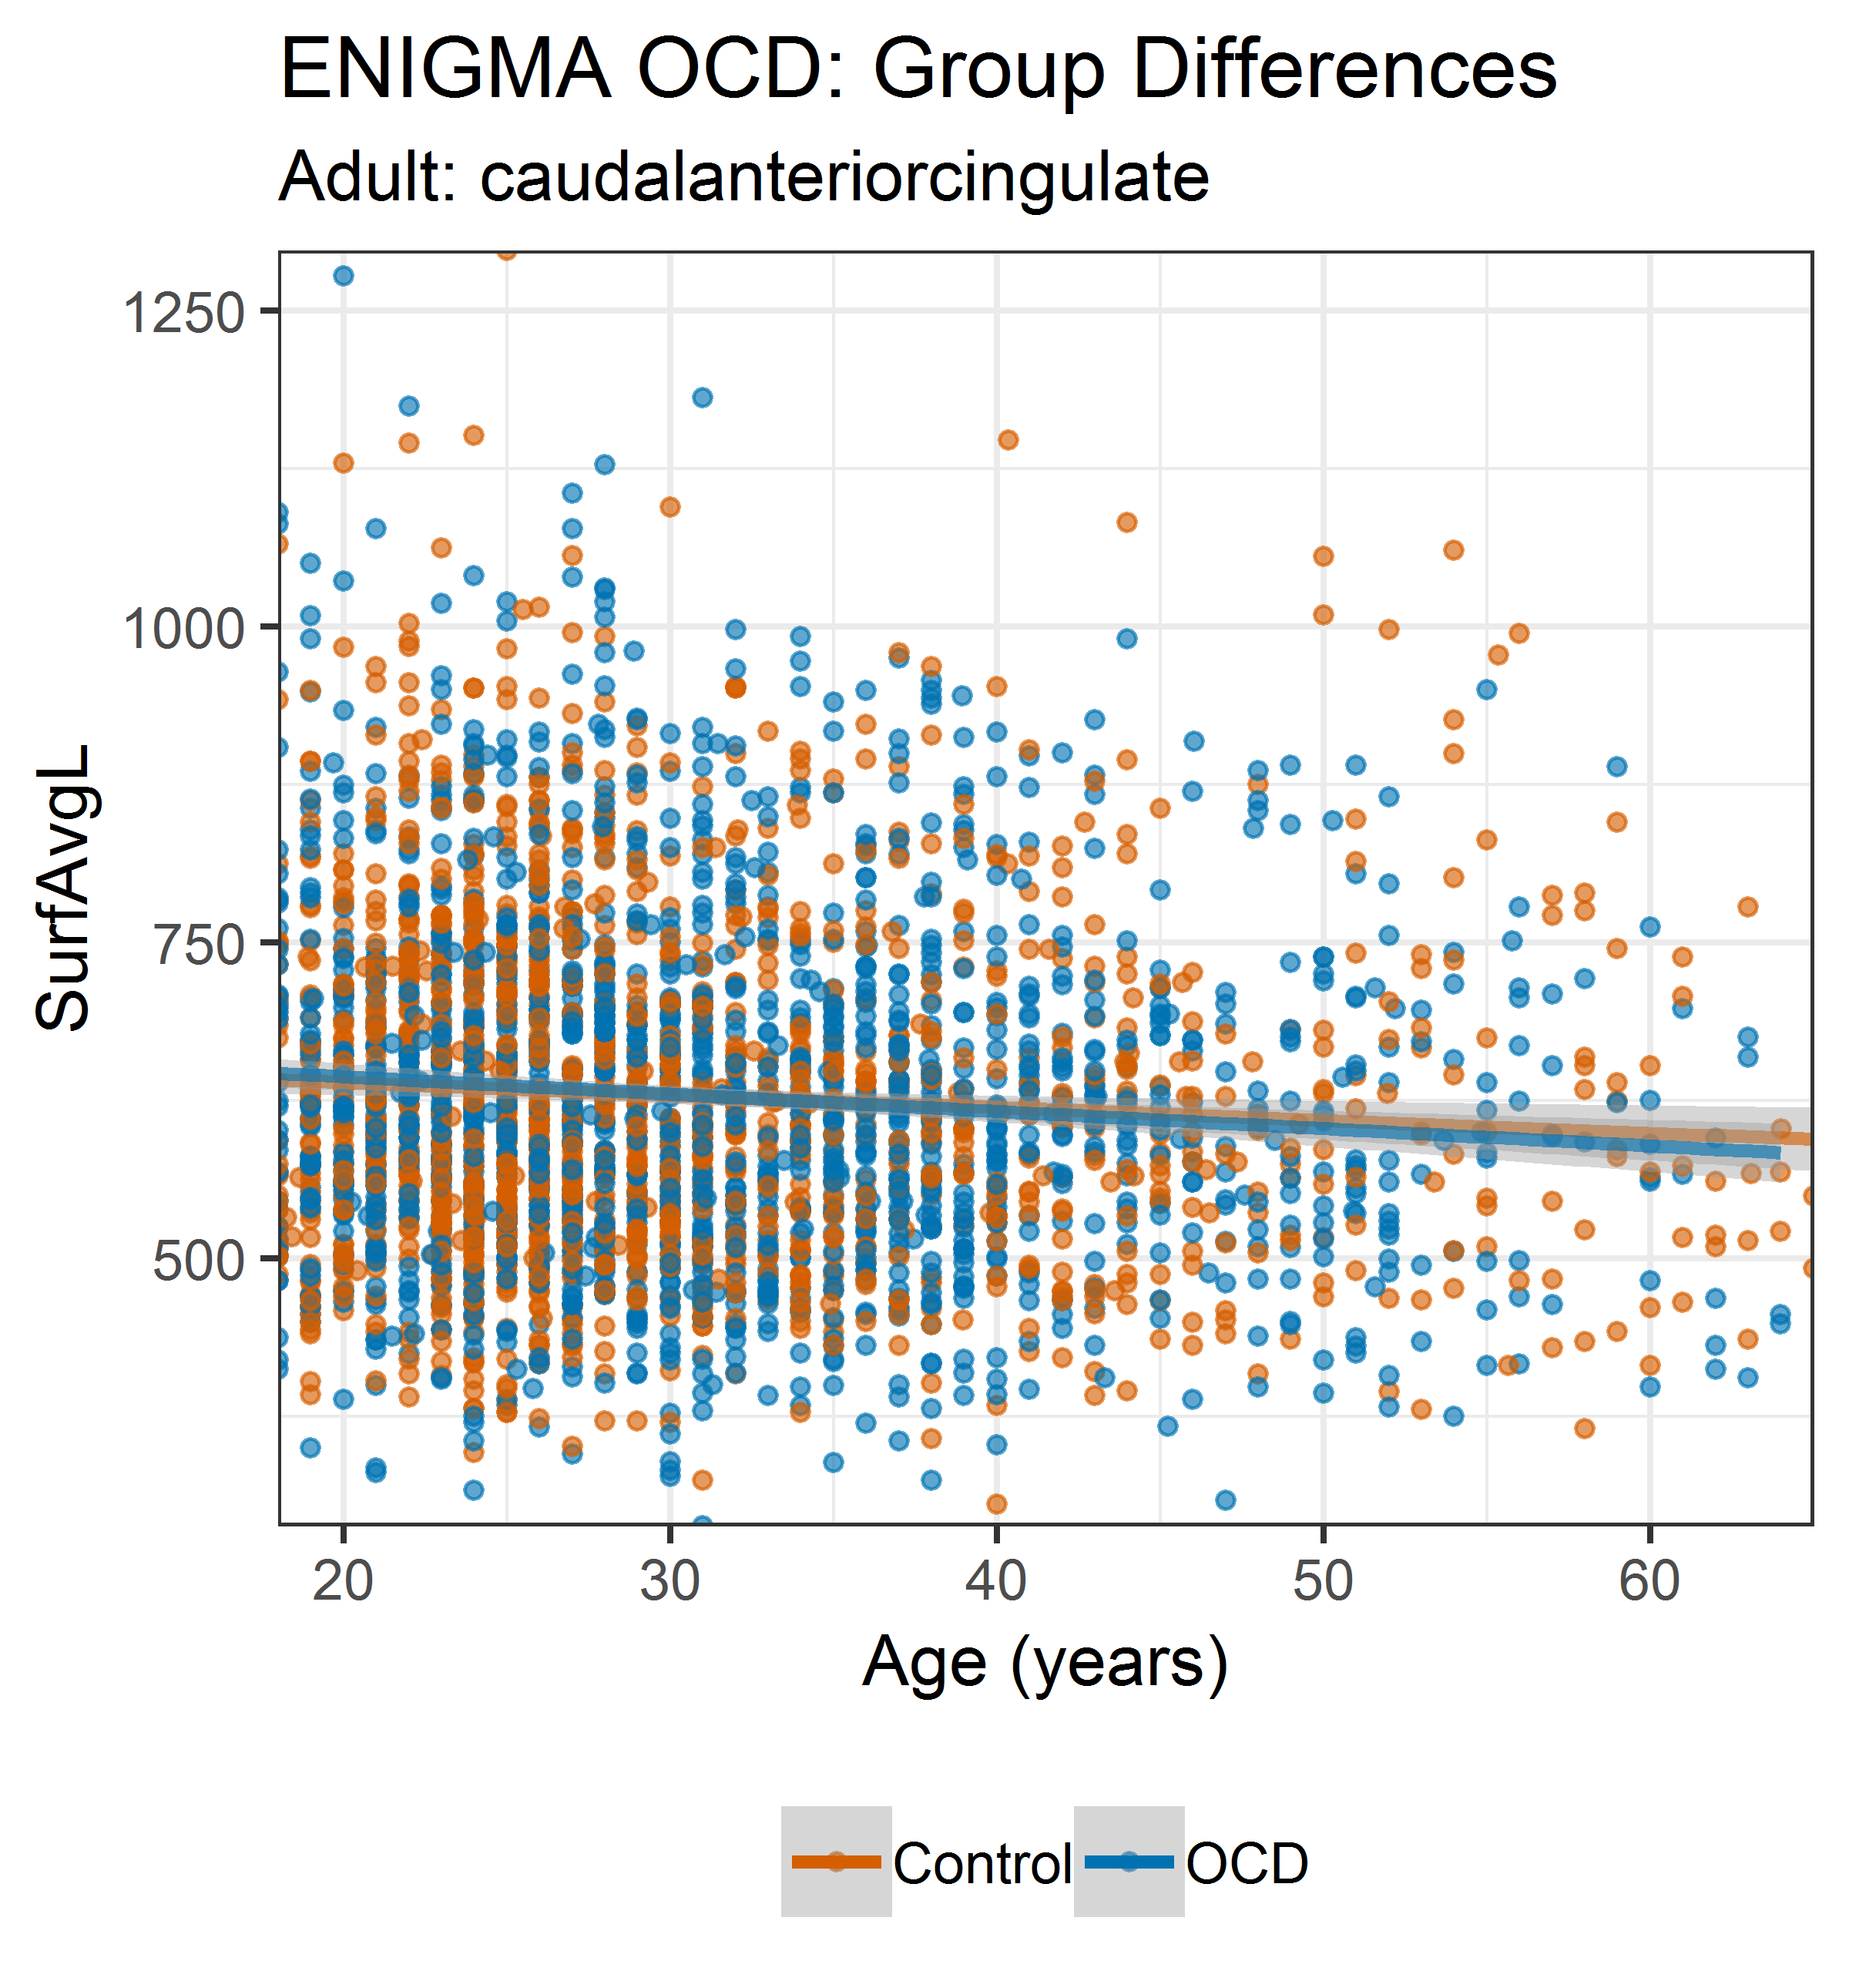 ENIGMA OCD: Group Differences
Adult: caudalanteriorcingulate
1250
1000
750
500
SurfAvgL
20 30 40 50 60
Age (years)
Control OCD